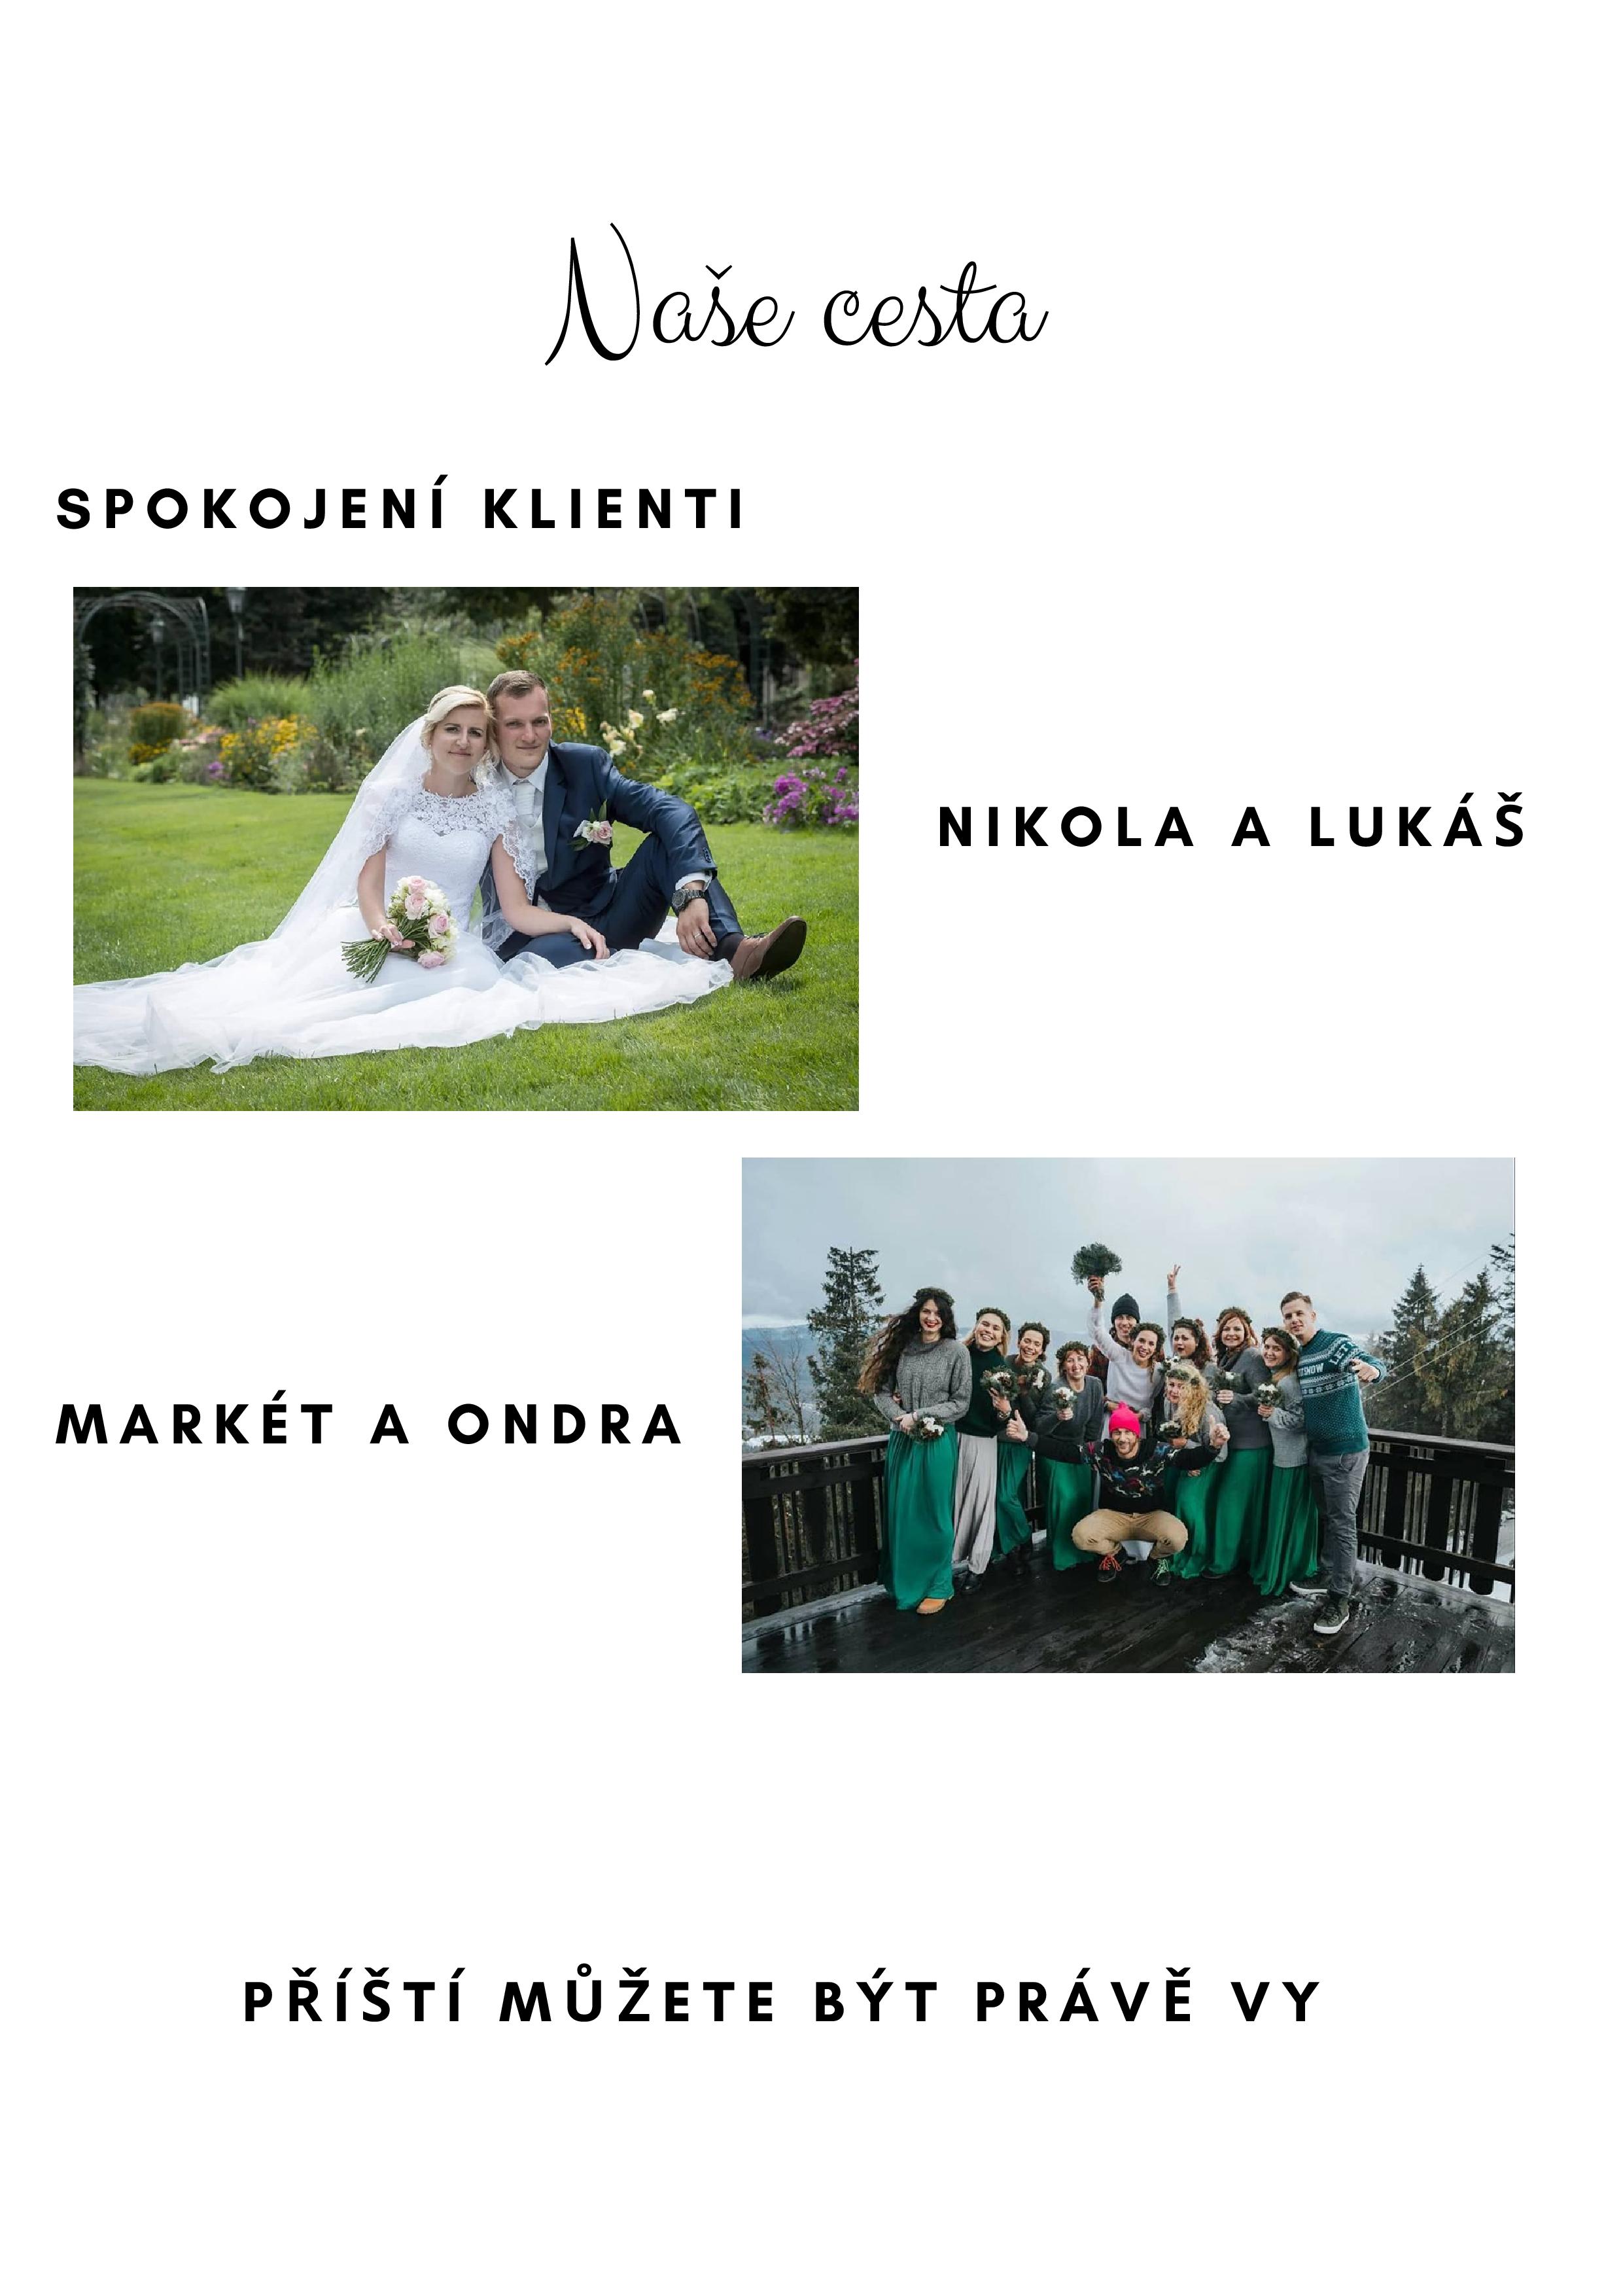 Naše cesta
SPOKOJENÍ KLIENTI
NIKOLA A LUKÁŠ
MARKÉT A ONDRA
PŘÍŠTÍ MŮŽETE BÝT PRÁVĚ VY